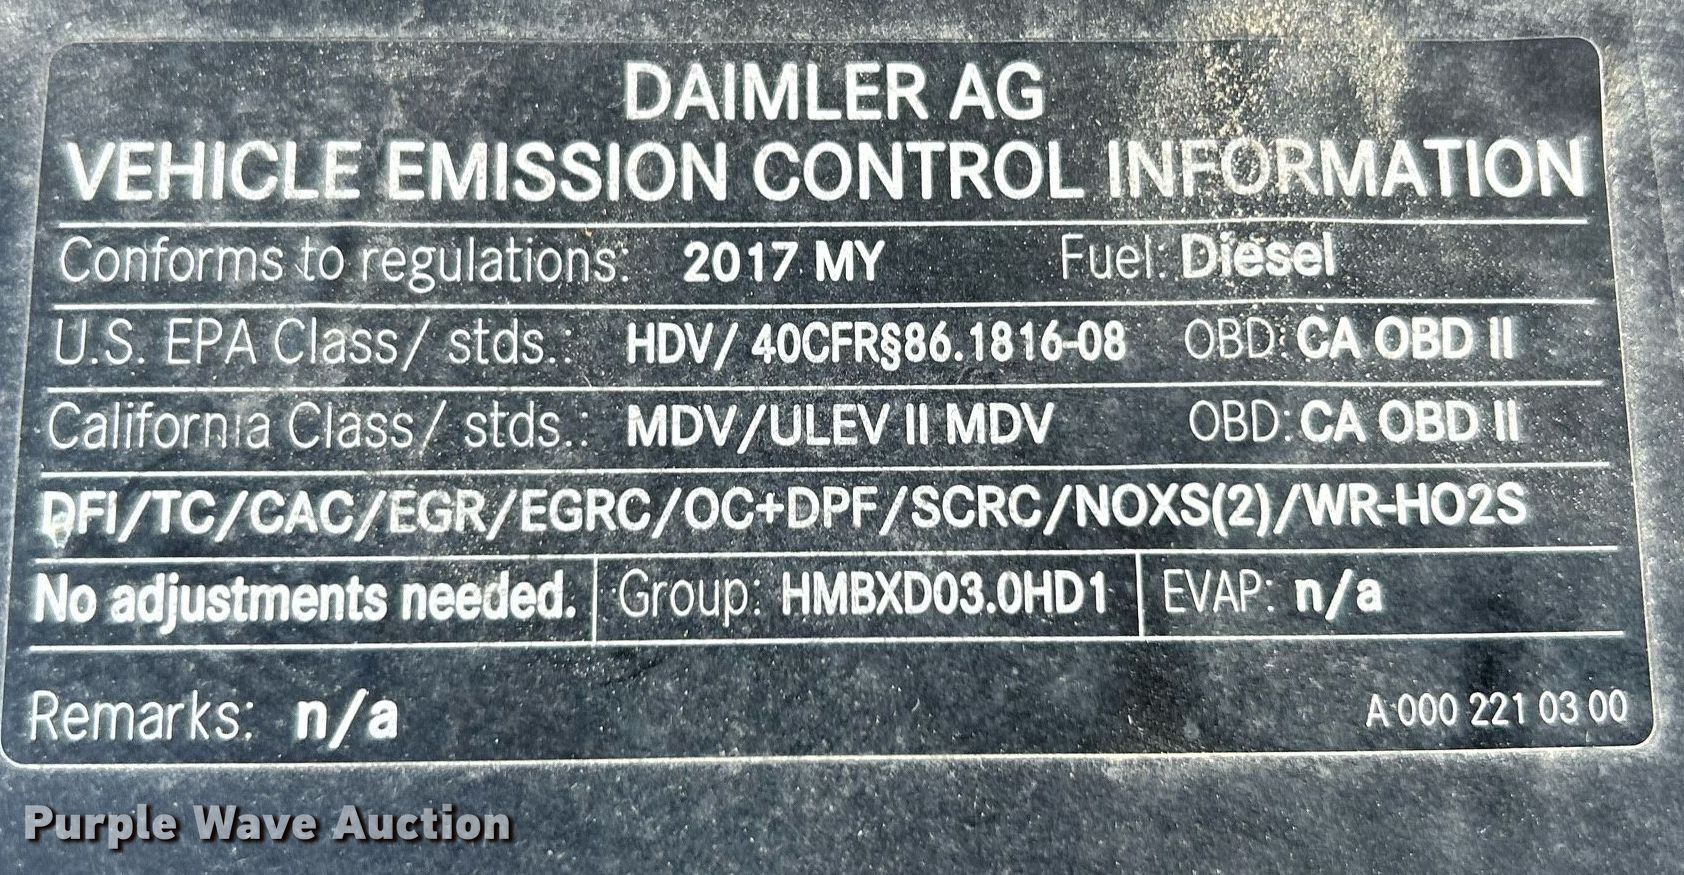 DAIMLER AG
VEHICLE EMISSION CONTROL INFORMATION
Conforms to regulations: 2017 MY Fuel: Diesel
U.S. EPA Class/ stds.: HDV/ 40CFR§86.1816-08 OBD: CA OBD II
California Class/ stds.: MDV/ULEV II MDV OBD: CA OBD II
DFI/TC/CAC/EGR/EGRC/OC+DPF/SCRC/NOXS(2)/WR-HO2S
No adjustments needed. Group: HMBXD03.0HD1 EVAP: n/a
Remarks: n/a A 000 221 03 00
Purple Wave Auction